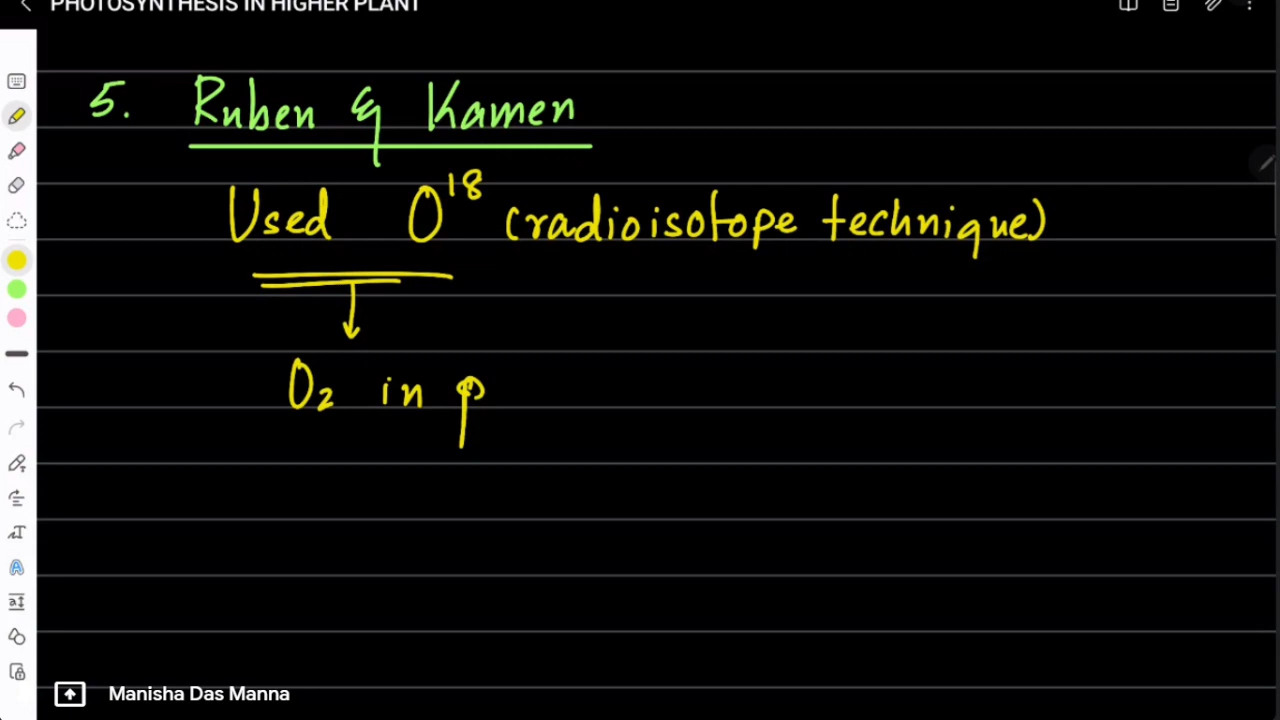 PHOTOSYNTHESIS IN HIGHER PLANT
5. Ruben & Kamen
Used O¹⁸ (radioisotope technique)
O₂ in p
Manisha Das Manna